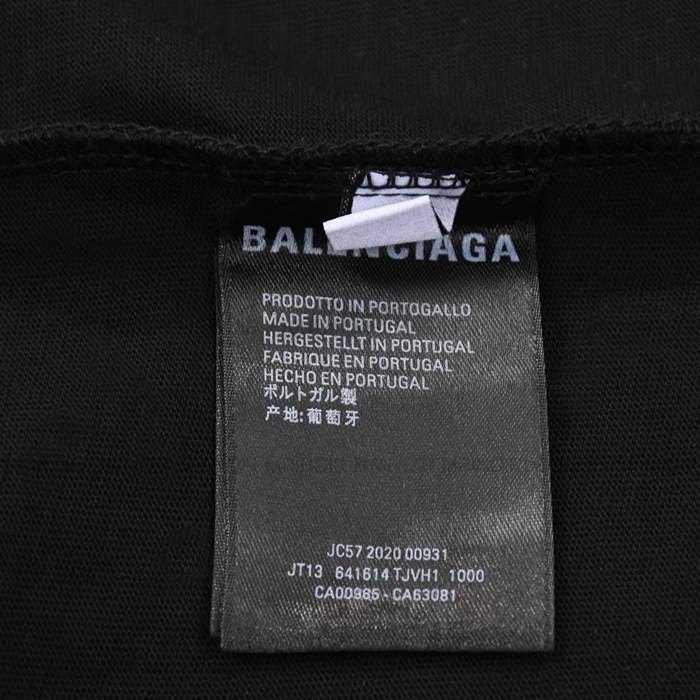 BALENCIAGA
PRODOTTO IN PORTOGALLO
MADE IN PORTUGAL
HERGESTELLT IN PORTUGAL
FABRIQUE EN PORTUGAL
HECHO EN PORTUGAL
ポルトガル製
产地:葡萄牙
JC57 2020 00931
JT13 641614 TJVH1 1000
CA00985 - CA63081